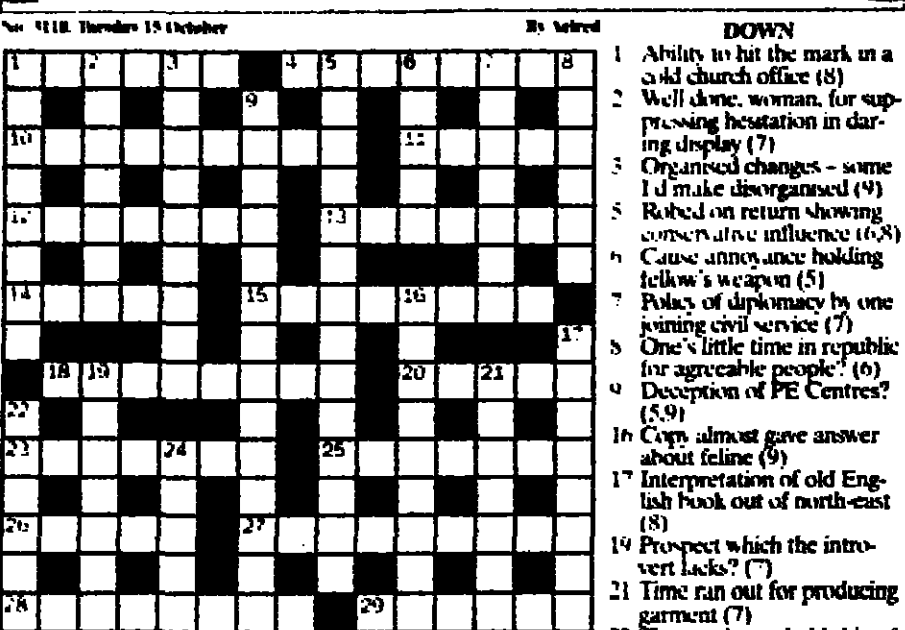 No. 3118. Tuesday 15 October
By Aelred
1 2 3 4 5 6 7 8
9
10 11
12 13
14 15 16
17
18 19 20 21
22
23 24 25
26 27
28 29
DOWN
1 Ability to hit the mark in a
cold church office (8)
2 Well done, woman, for sup-
pressing hesitation in dar-
ing display (7)
3 Organised changes – some
I'd make disorganised (9)
5 Robed on return showing
conservative influence (6,8)
6 Cause annoyance holding
fellow's weapon (5)
7 Policy of diplomacy by one
joining civil service (7)
8 One's little time in republic
for agreeable people? (6)
9 Deception of PE Centres?
(5,9)
16 Copy almost gave answer
about feline (9)
17 Interpretation of old Eng-
lish book out of north-east
(8)
19 Prospect which the intro-
vert lacks? (7)
21 Time ran out for producing
garment (7)